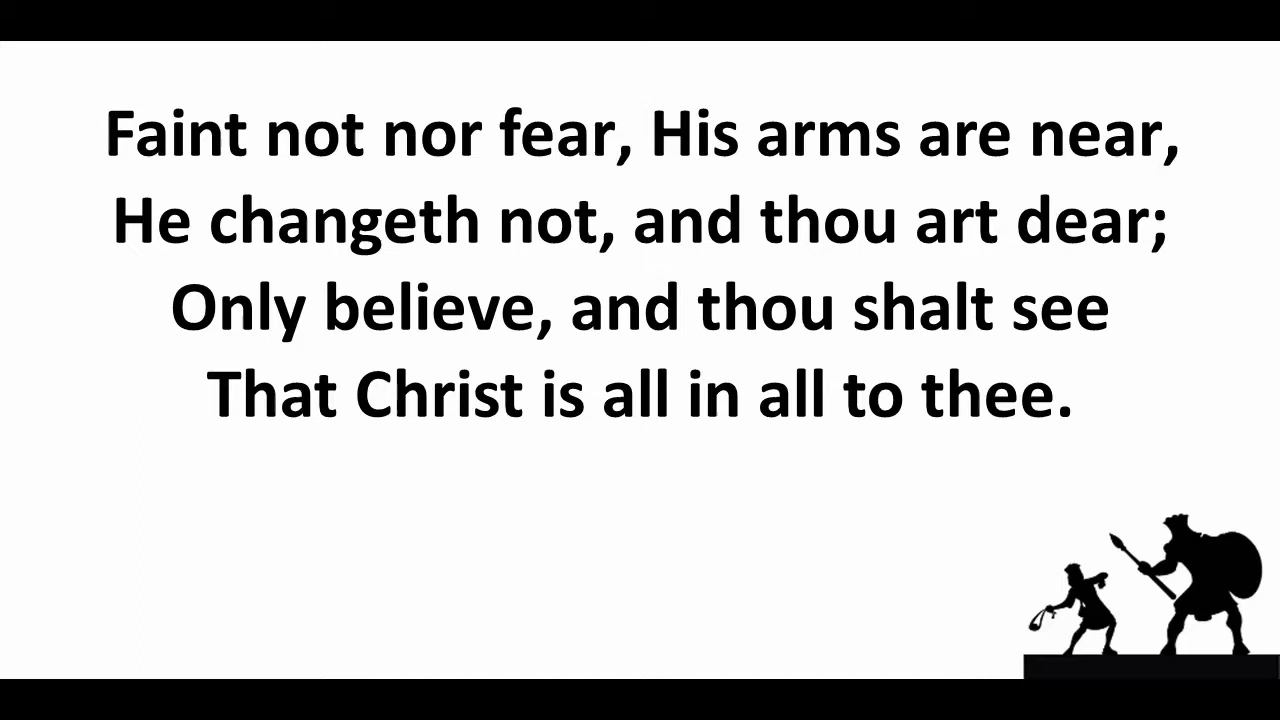 Faint not nor fear, His arms are near,
He changeth not, and thou art dear;
Only believe, and thou shalt see
That Christ is all in all to thee.